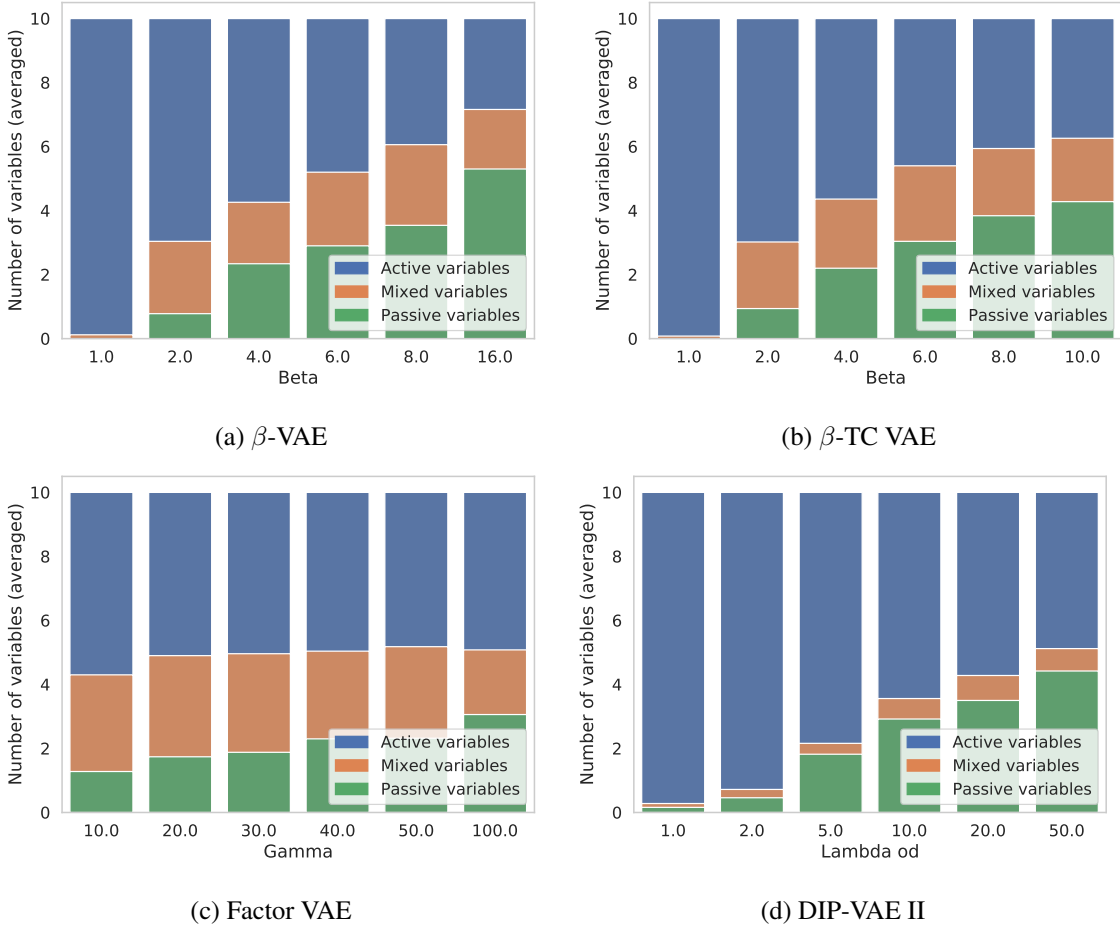 Number of variables (averaged)
10
8
6
4
2
0
Active variables
Mixed variables
Passive variables
1.0 2.0 4.0 6.0 8.0 16.0
Beta
(a) β-VAE
Number of variables (averaged)
10
8
6
4
2
0
Active variables
Mixed variables
Passive variables
1.0 2.0 4.0 6.0 8.0 10.0
Beta
(b) β-TC VAE
Number of variables (averaged)
10
8
6
4
2
0
Active variables
Mixed variables
Passive variables
10.0 20.0 30.0 40.0 50.0 100.0
Gamma
(c) Factor VAE
Number of variables (averaged)
10
8
6
4
2
0
Active variables
Mixed variables
Passive variables
1.0 2.0 5.0 10.0 20.0 50.0
Lambda od
(d) DIP-VAE II